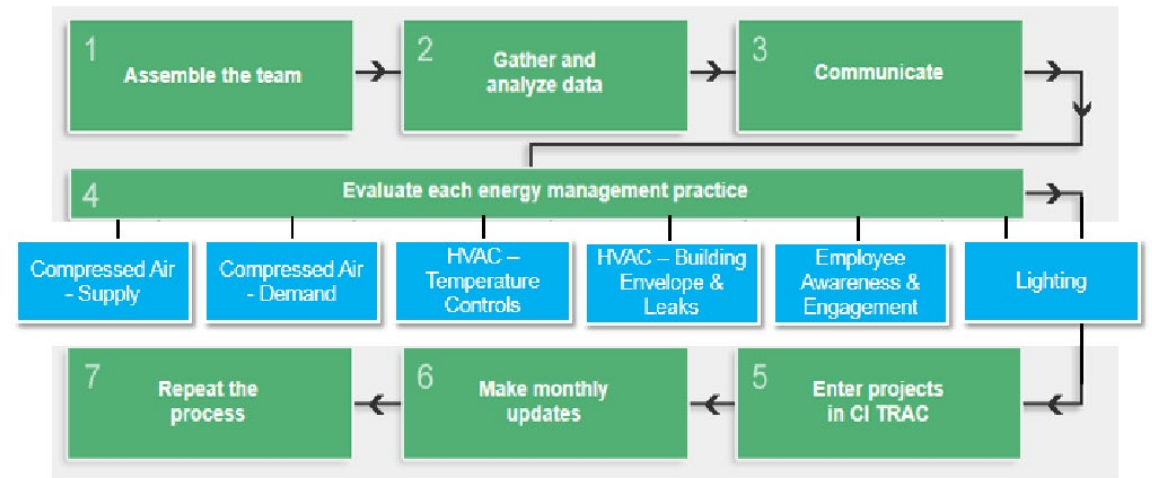 1
Assemble the team
2
Gather and
analyze data
3
Communicate
4
Evaluate each energy management practice
Compressed Air
- Supply
Compressed Air
- Demand
HVAC –
Temperature
Controls
HVAC – Building
Envelope &
Leaks
Employee
Awareness &
Engagement
Lighting
7
Repeat the
process
6
Make monthly
updates
5
Enter projects
in CI TRAC